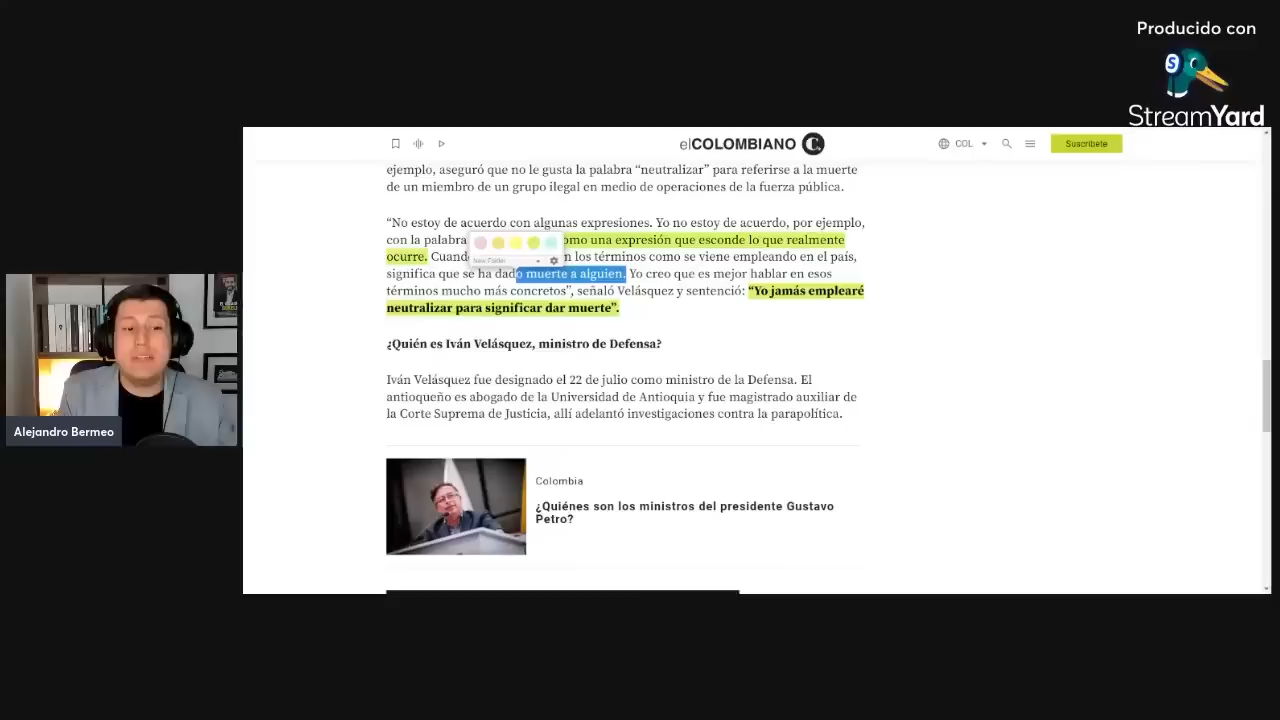 Producido con
StreamYard
elCOLOMBIANO
COL
Suscríbete
ejemplo, aseguró que no le gusta la palabra “neutralizar” para referirse a la muerte
de un miembro de un grupo ilegal en medio de operaciones de la fuerza pública.
“No estoy de acuerdo con algunas expresiones. Yo no estoy de acuerdo, por ejemplo,
con la palabra omo una expresión que esconde lo que realmente
ocurre. Cuand n los términos como se viene empleando en el país,
New Folder
significa que se ha dado muerte a alguien. Yo creo que es mejor hablar en esos
términos mucho más concretos”, señaló Velásquez y sentenció: “Yo jamás emplearé
neutralizar para significar dar muerte”.
¿Quién es Iván Velásquez, ministro de Defensa?
Iván Velásquez fue designado el 22 de julio como ministro de la Defensa. El
antioqueño es abogado de la Universidad de Antioquia y fue magistrado auxiliar de
la Corte Suprema de Justicia, allí adelantó investigaciones contra la parapolítica.
Alejandro Bermeo
Colombia
¿Quiénes son los ministros del presidente Gustavo
Petro?